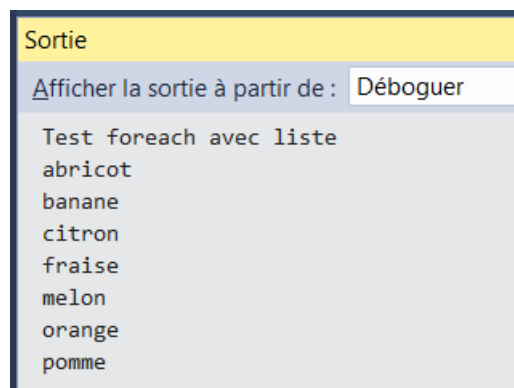 Sortie
Afficher la sortie à partir de : Déboguer
Test foreach avec liste
abricot
banane
citron
fraise
melon
orange
pomme